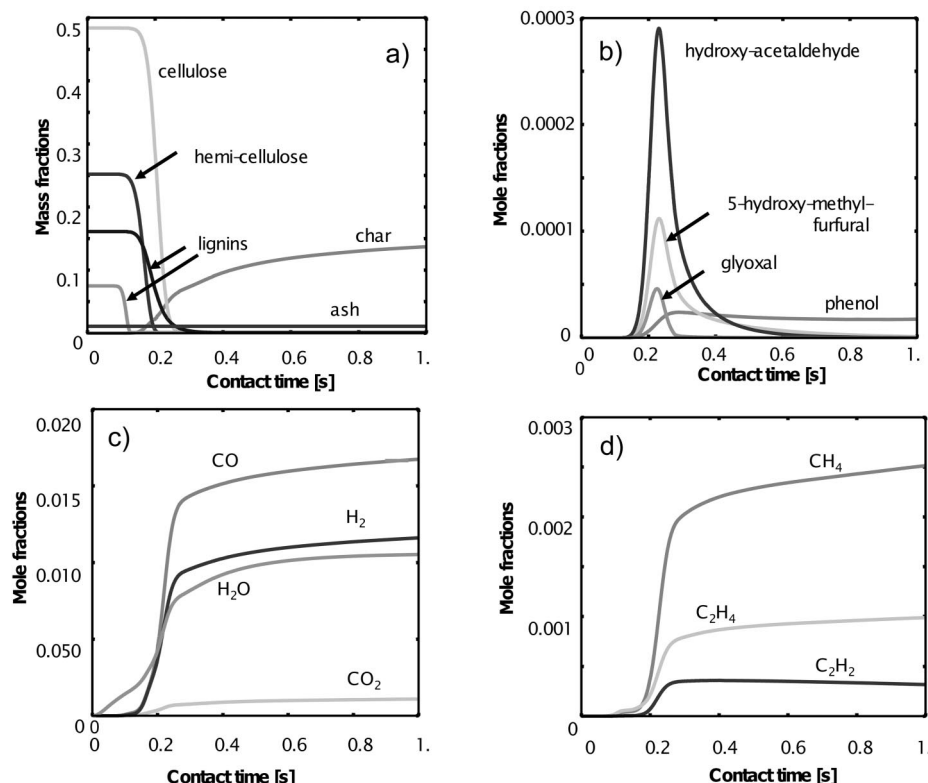 a)
0.5
0.4
0.3
0.2
0.1
0
Mass fractions
cellulose
hemi-cellulose
lignins
char
ash
0 0.2 0.4 0.6 0.8 1.
Contact time [s]
b)
0.0003
0.0002
0.0001
0
Mole fractions
hydroxy-acetaldehyde
5-hydroxy-methyl-
furfural
glyoxal
phenol
0 0.2 0.4 0.6 0.8 1.
Contact time [s]
c)
0.020
0.015
0.010
0.050
0
Mole fractions
CO
H₂
H₂O
CO₂
0 0.2 0.4 0.6 0.8 1.
Contact time [s]
d)
0.003
0.002
0.001
0
Mole fractions
CH₄
C₂H₄
C₂H₂
0 0.2 0.4 0.6 0.8 1.
Contact time [s]